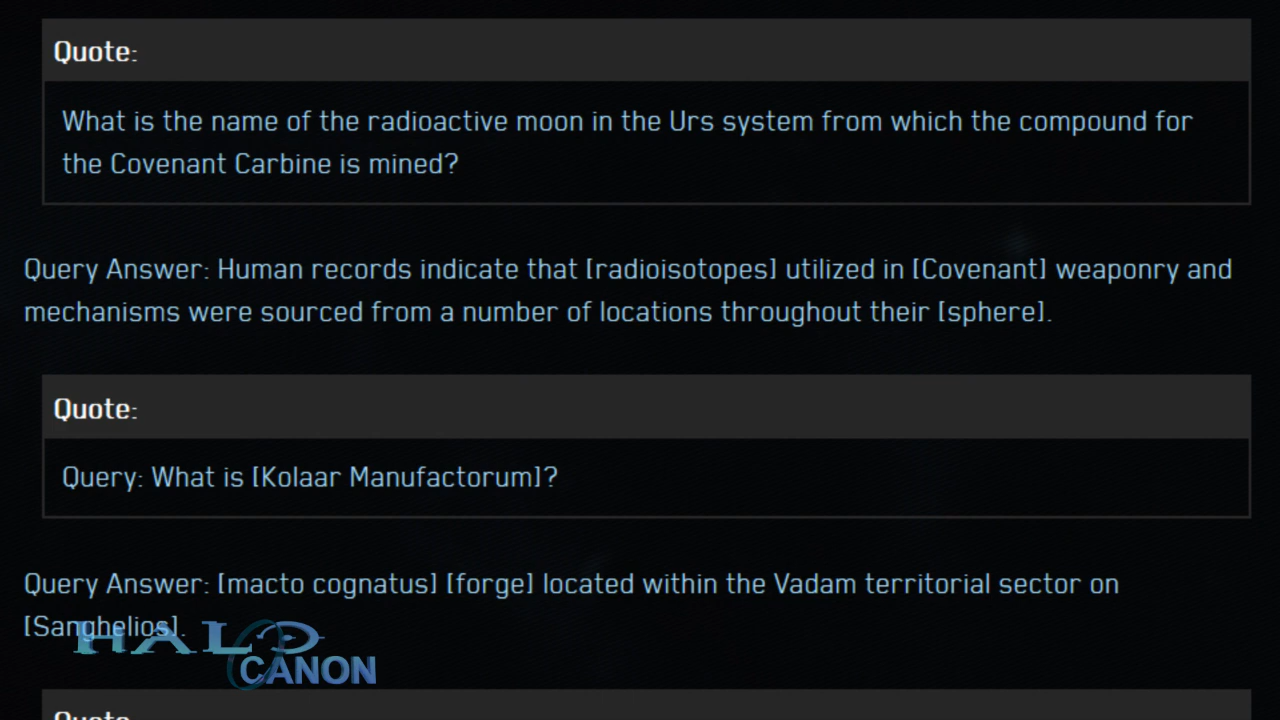 Quote:
What is the name of the radioactive moon in the Urs system from which the compound for
the Covenant Carbine is mined?
Query Answer: Human records indicate that [radioisotopes] utilized in [Covenant] weaponry and
mechanisms were sourced from a number of locations throughout their [sphere].
Quote:
Query: What is [Kolaar Manufactorum]?
Query Answer: [macto cognatus] [forge] located within the Vadam territorial sector on
[Sanghelios].
HALO
CANON
Quote